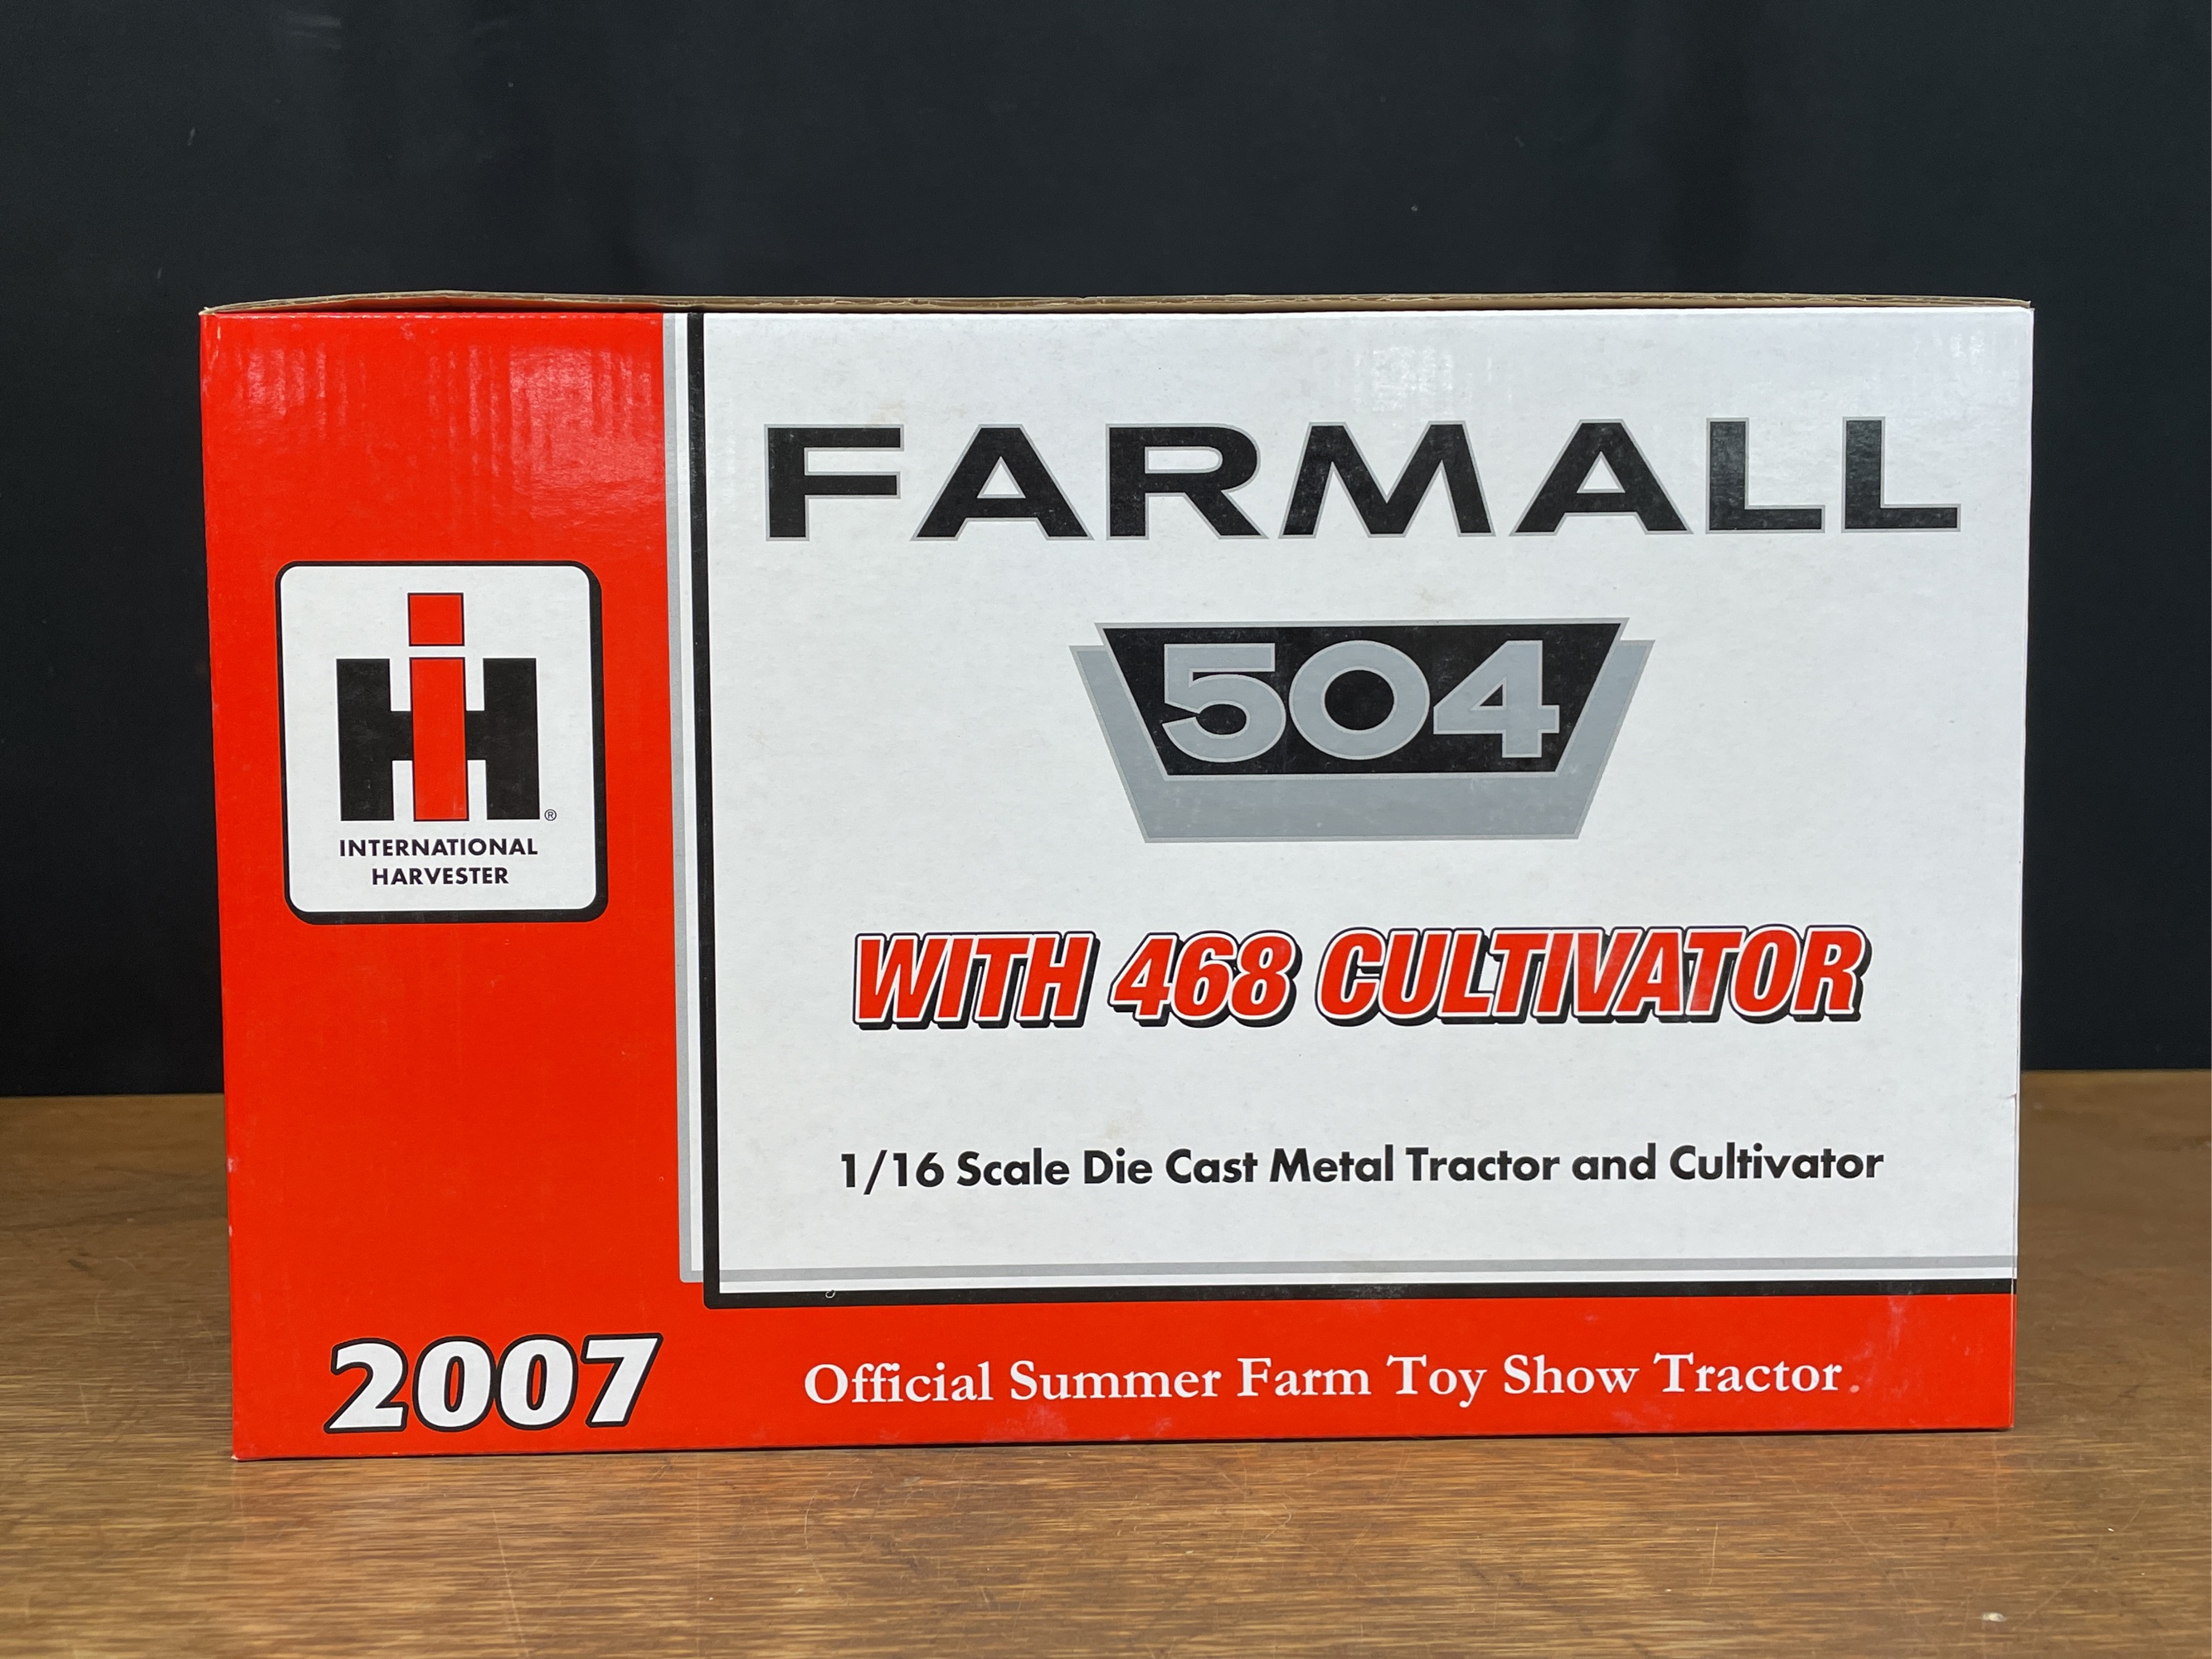 FARMALL
504
IH ®
INTERNATIONAL
HARVESTER
WITH 468 CULTIVATOR
1/16 Scale Die Cast Metal Tractor and Cultivator
2007
Official Summer Farm Toy Show Tractor